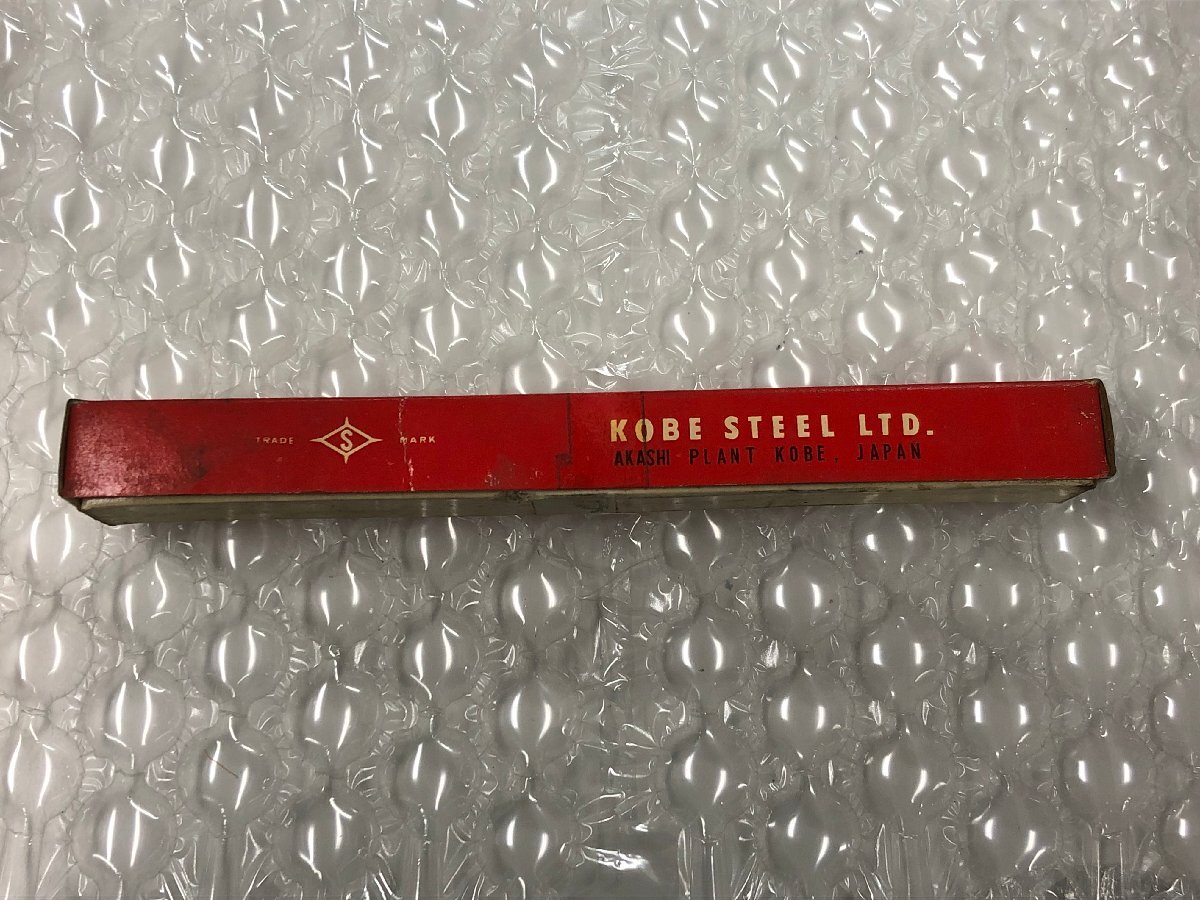 TRADE S MARK
KOBE STEEL LTD.
AKASHI PLANT KOBE, JAPAN